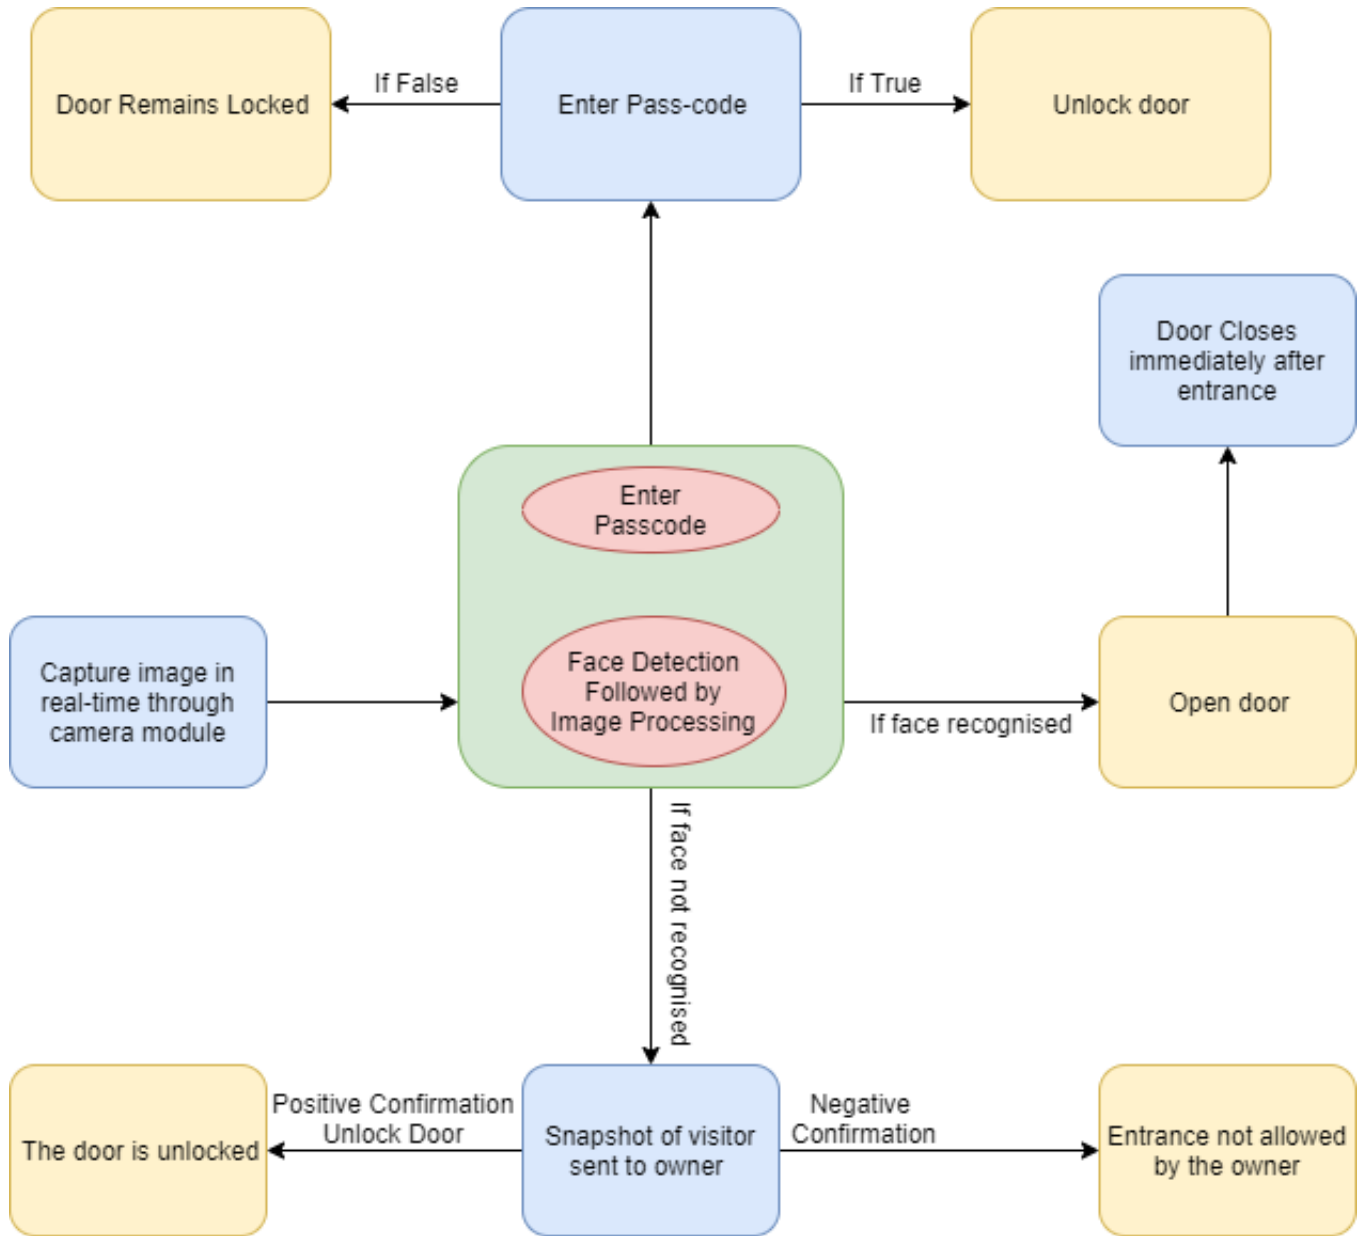 Door Remains Locked
If False
Enter Pass-code
If True
Unlock door
Door Closes
immediately after
entrance
Enter
Passcode
Capture image in
real-time through
camera module
Face Detection
Followed by
Image Processing
If face recognised
Open door
If face not recognised
The door is unlocked
Positive Confirmation
Unlock Door
Snapshot of visitor
sent to owner
Negative
Confirmation
Entrance not allowed
by the owner